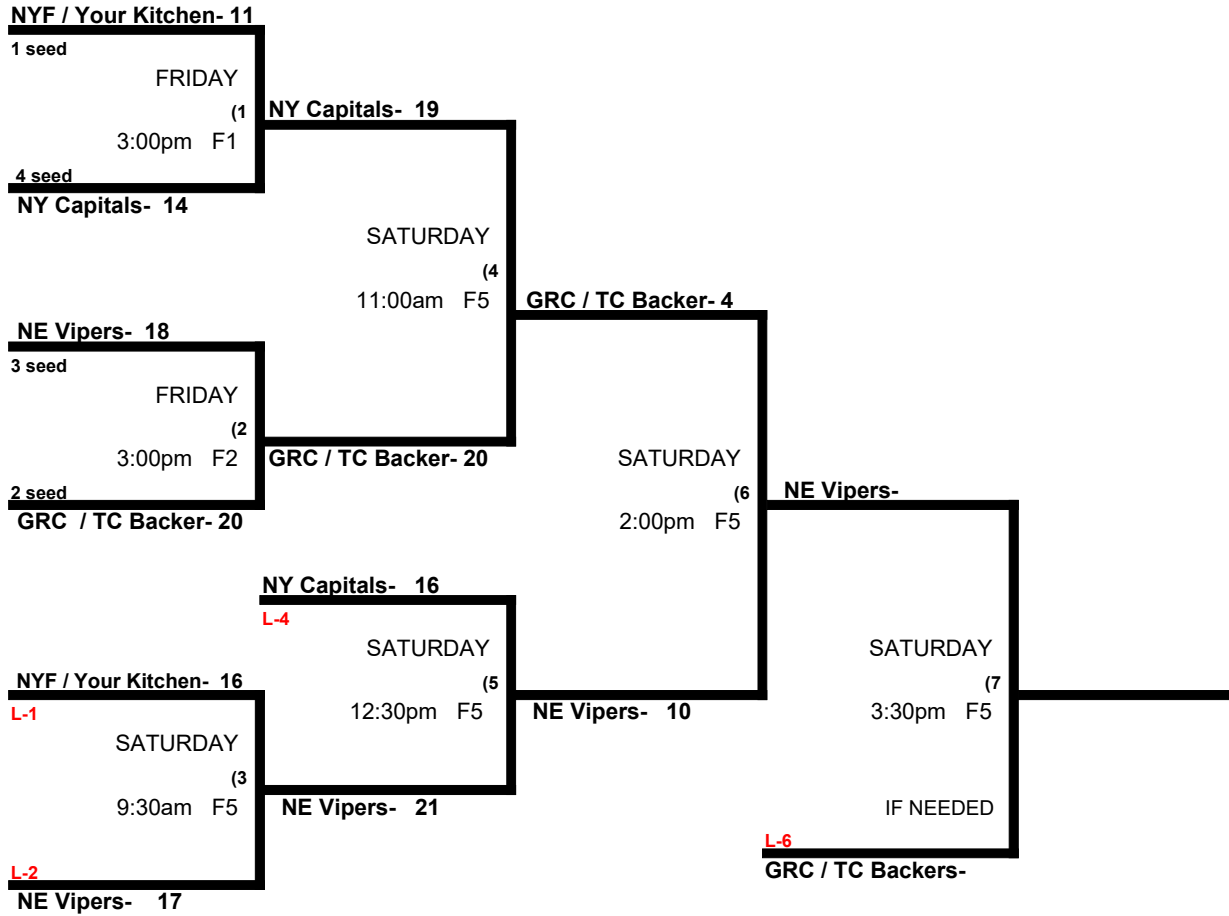 NYF / Your Kitchen- 11
1 seed
FRIDAY
(1
3:00pm F1
4 seed
NY Capitals- 14
NY Capitals- 19
SATURDAY
(4
11:00am F5
NE Vipers- 18
3 seed
FRIDAY
(2
3:00pm F2
2 seed
GRC / TC Backer- 20
GRC / TC Backer- 20
GRC / TC Backer- 4
SATURDAY
(6
2:00pm F5
NE Vipers-
NY Capitals- 16
L-4
SATURDAY
(5
12:30pm F5
NE Vipers- 10
NYF / Your Kitchen- 16
L-1
SATURDAY
(3
9:30am F5
L-2
NE Vipers- 17
NE Vipers- 21
SATURDAY
(7
3:30pm F5
IF NEEDED
L-6
GRC / TC Backers-